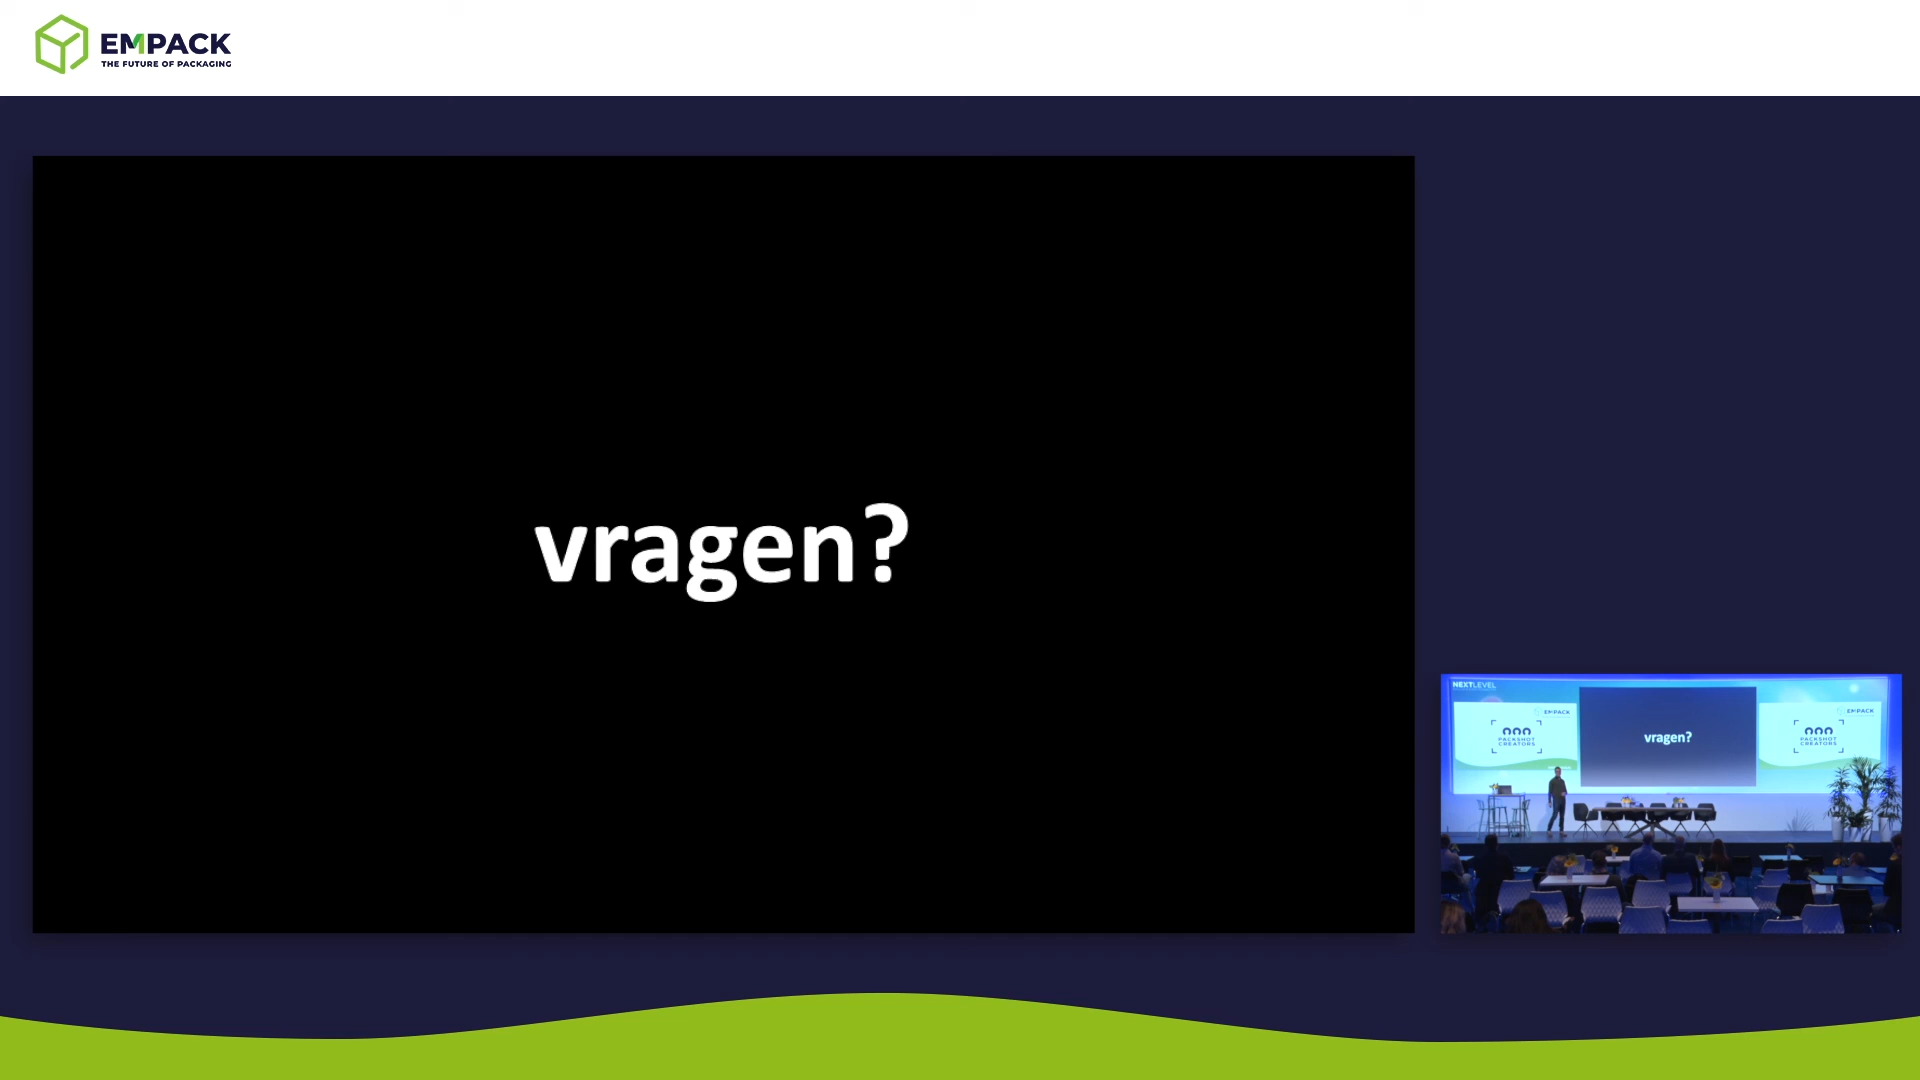 EMPACK
THE FUTURE OF PACKAGING
vragen?
NEXTLEVEL
EMPACK
PACKSHOT
CREATORS
vragen?
EMPACK
PACKSHOT
CREATORS